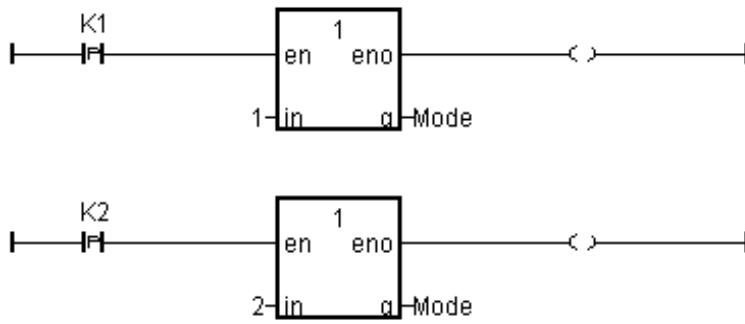 K1
1
en eno
1 in q Mode
K2
1
en eno
2 in q Mode